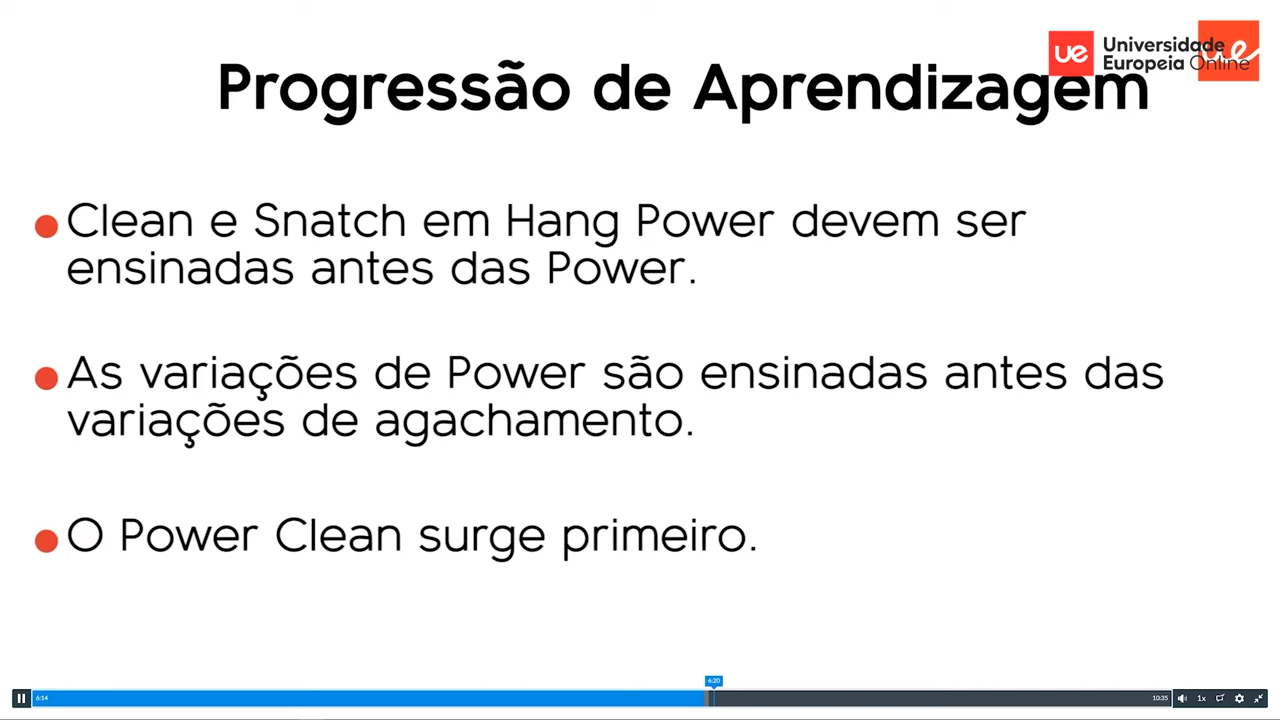 ue Universidade
Europeia Online
ue
Progressão de Aprendizagem
Clean e Snatch em Hang Power devem ser
ensinadas antes das Power.
As variações de Power são ensinadas antes das
variações de agachamento.
O Power Clean surge primeiro.
6:20
6:14
10:35
1x